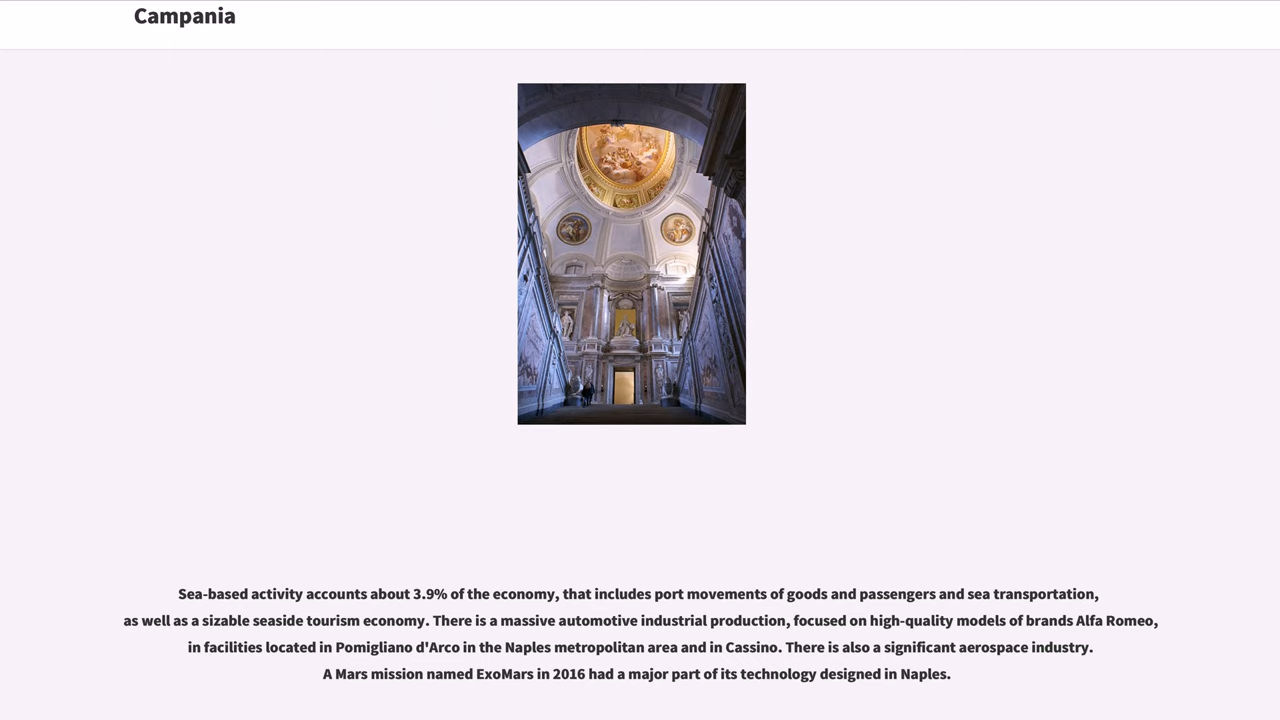 Campania
Sea-based activity accounts about 3.9% of the economy, that includes port movements of goods and passengers and sea transportation,
as well as a sizable seaside tourism economy. There is a massive automotive industrial production, focused on high-quality models of brands Alfa Romeo,
in facilities located in Pomigliano d'Arco in the Naples metropolitan area and in Cassino. There is also a significant aerospace industry.
A Mars mission named ExoMars in 2016 had a major part of its technology designed in Naples.